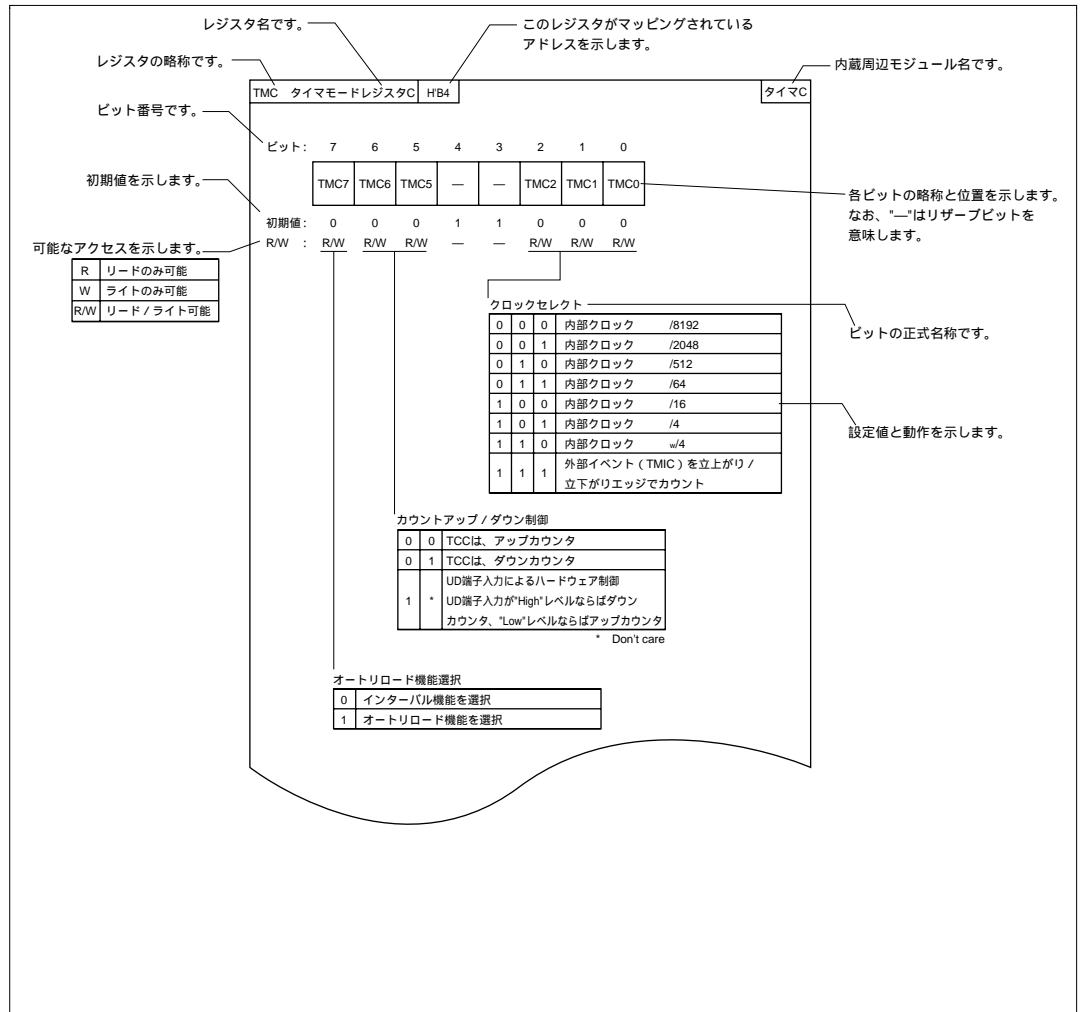 レジスタ名です。
このレジスタがマッピングされている
アドレスを示します。
レジスタの略称です。
内蔵周辺モジュール名です。
TMC タイマモードレジスタC H'B4
タイマC
ビット番号です。
ビット: 7 6 5 4 3 2 1 0
TMC7 TMC6 TMC5 — — TMC2 TMC1 TMC0
初期値を示します。
初期値: 0 0 0 1 1 0 0 0
R/W : R/W R/W R/W — — R/W R/W R/W
各ビットの略称と位置を示します。
なお、"—"はリザーブビットを
意味します。
可能なアクセスを示します。
R リードのみ可能
W ライトのみ可能
R/W リード / ライト可能
クロックセレクト
0 0 0 内部クロック /8192
0 0 1 内部クロック /2048
0 1 0 内部クロック /512
0 1 1 内部クロック /64
1 0 0 内部クロック /16
1 0 1 内部クロック /4
1 1 0 内部クロック w/4
1 1 1 外部イベント ( TMIC ) を立上がり /
立下がりエッジでカウント
ビットの正式名称です。
設定値と動作を示します。
カウントアップ / ダウン制御
0 0 TCCは、アップカウンタ
0 1 TCCは、ダウンカウンタ
1 * UD端子入力によるハードウェア制御
UD端子入力が"High"レベルならばダウン
カウンタ、"Low"レベルならばアップカウンタ
* Don't care
オートリロード機能選択
0 インターバル機能を選択
1 オートリロード機能を選択